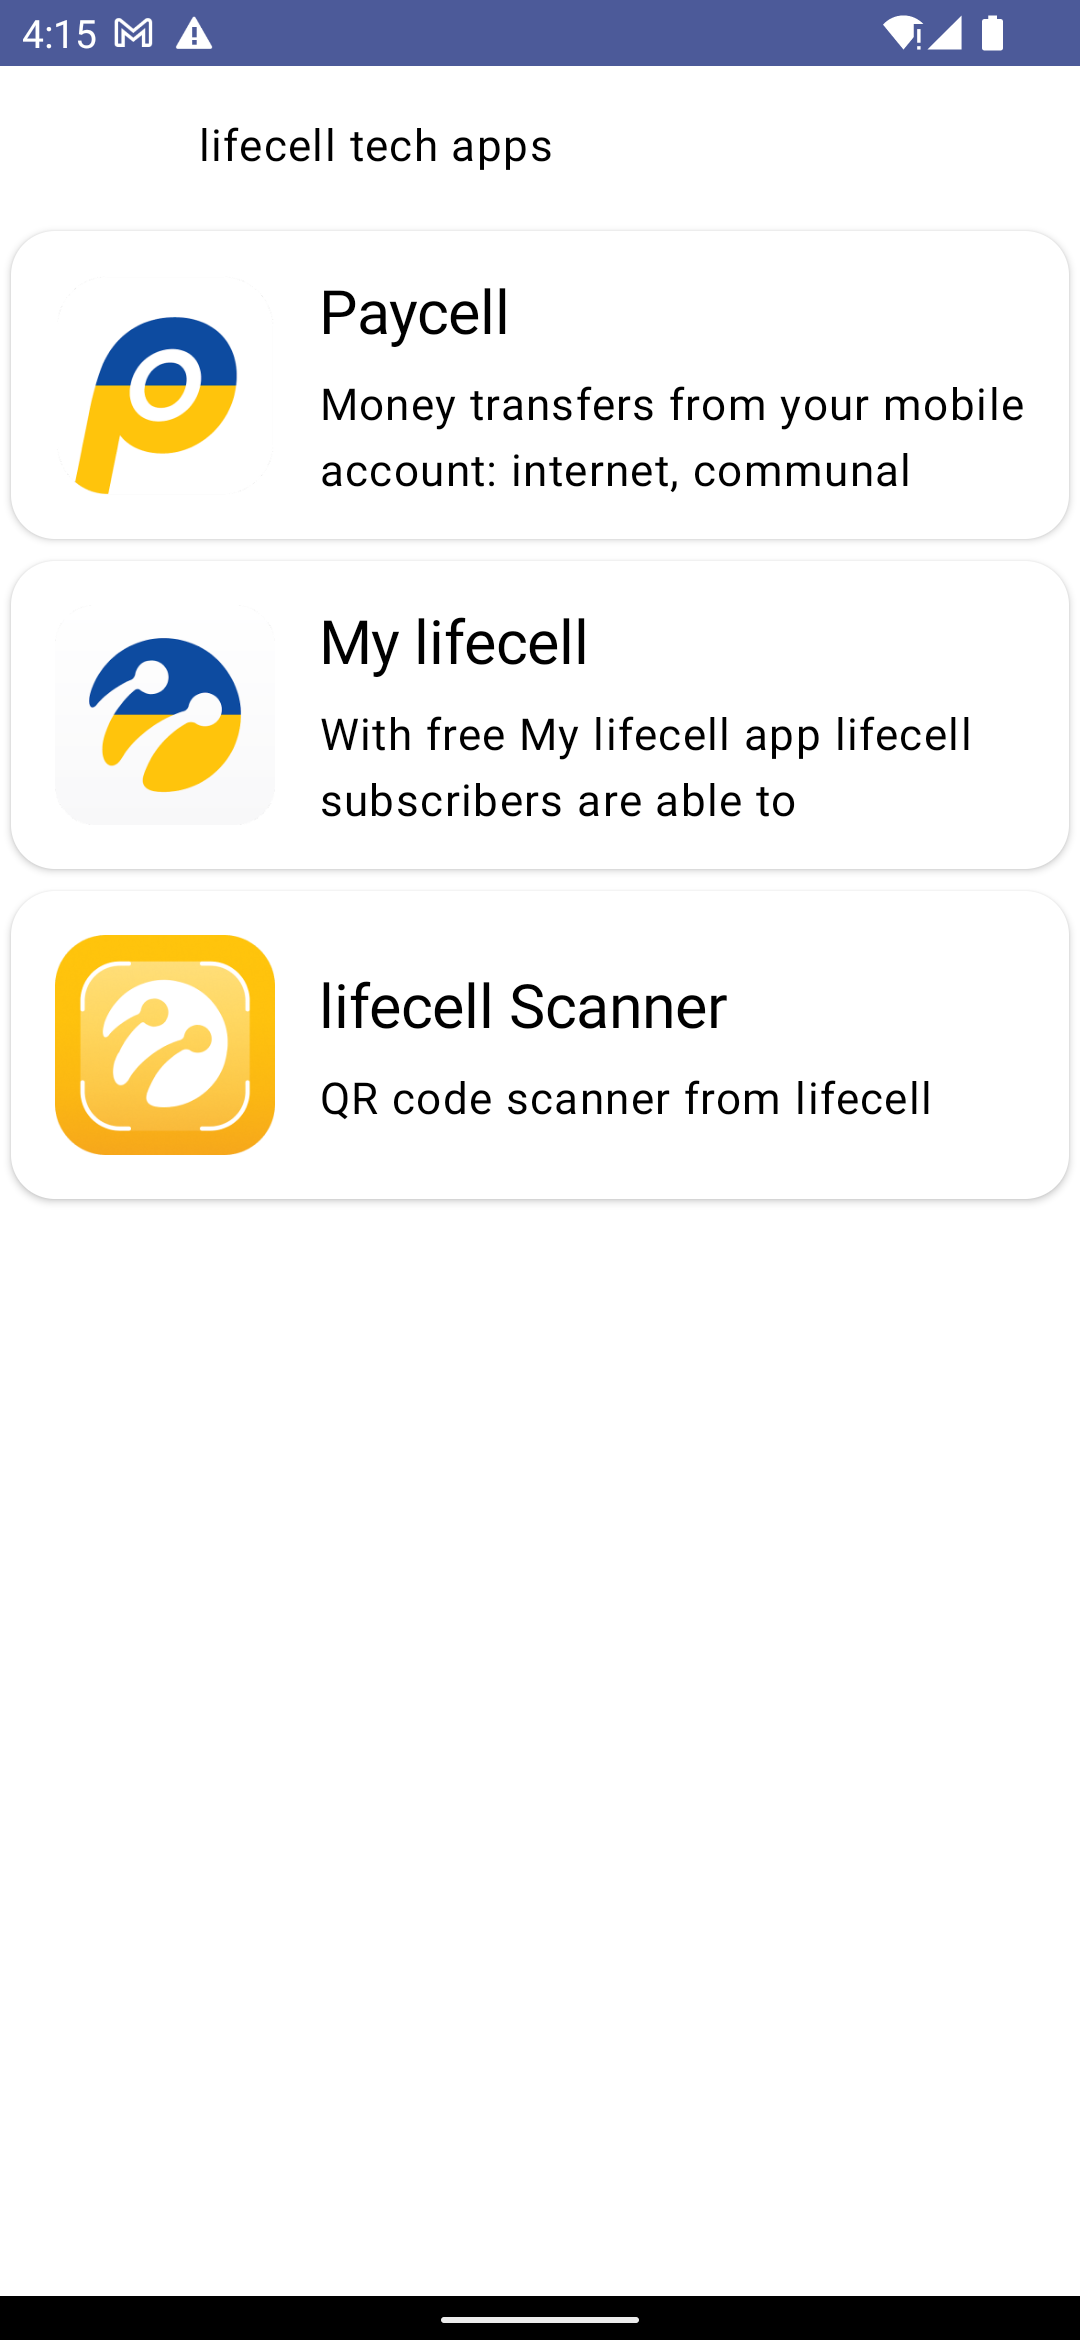 4:15
lifecell tech apps
Paycell
Money transfers from your mobile
account: internet, communal
My lifecell
With free My lifecell app lifecell
subscribers are able to
lifecell Scanner
QR code scanner from lifecell